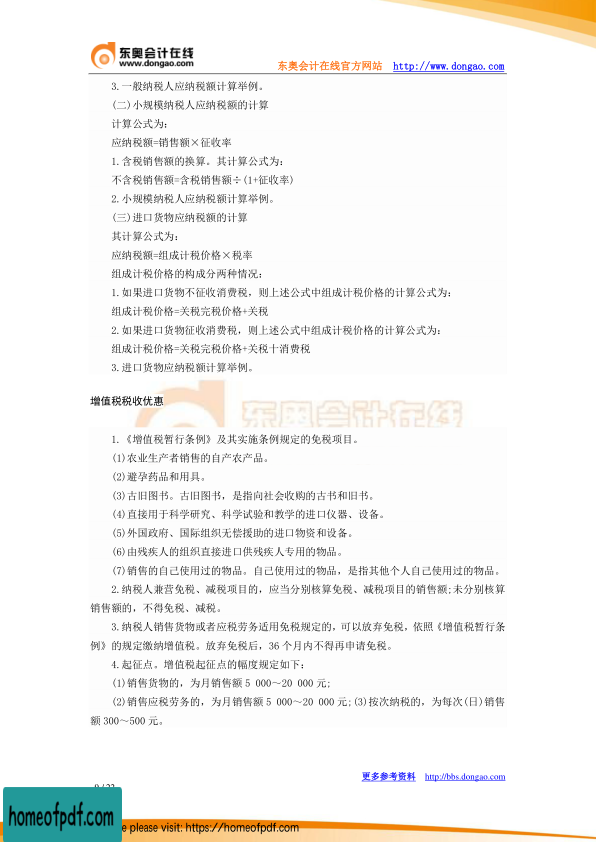 东奥会计在线
www.dongao.com
东奥会计在线官方网站 http://www.dongao.com
3.一般纳税人应纳税额计算举例。
(二)小规模纳税人应纳税额的计算
计算公式为:
应纳税额=销售额×征收率
1.含税销售额的换算。其计算公式为:
不含税销售额=含税销售额÷(1+征收率)
2.小规模纳税人应纳税额计算举例。
(三)进口货物应纳税额的计算
其计算公式为:
应纳税额=组成计税价格×税率
组成计税价格的构成分两种情况:
1.如果进口货物不征收消费税，则上述公式中组成计税价格的计算公式为:
组成计税价格=关税完税价格+关税
2.如果进口货物征收消费税，则上述公式中组成计税价格的计算公式为:
组成计税价格=关税完税价格+关税十消费税
3.进口货物应纳税额计算举例。
增值税税收优惠
东奥会计在线
1.《增值税暂行条例》及其实施条例规定的免税项目。
(1)农业生产者销售的自产农产品。
(2)避孕药品和用具。
(3)古旧图书。古旧图书，是指向社会收购的古书和旧书。
(4)直接用于科学研究、科学试验和教学的进口仪器、设备。
(5)外国政府、国际组织无偿援助的进口物资和设备。
(6)由残疾人的组织直接进口供残疾人专用的物品。
(7)销售的自己使用过的物品。自己使用过的物品，是指其他个人自己使用过的物品。
2.纳税人兼营免税、减税项目的，应当分别核算免税、减税项目的销售额;未分别核算
销售额的，不得免税、减税。
3.纳税人销售货物或者应税劳务适用免税规定的，可以放弃免税，依照《增值税暂行条
例》的规定缴纳增值税。放弃免税后，36 个月内不得再申请免税。
4.起征点。增值税起征点的幅度规定如下:
(1)销售货物的，为月销售额 5 000～20 000 元;
(2)销售应税劳务的，为月销售额 5 000～20 000 元;(3)按次纳税的，为每次(日)销售
额 300～500 元。
更多参考资料 http://bbs.dongao.com
homeofpdf.com
please visit: https://homeofpdf.com